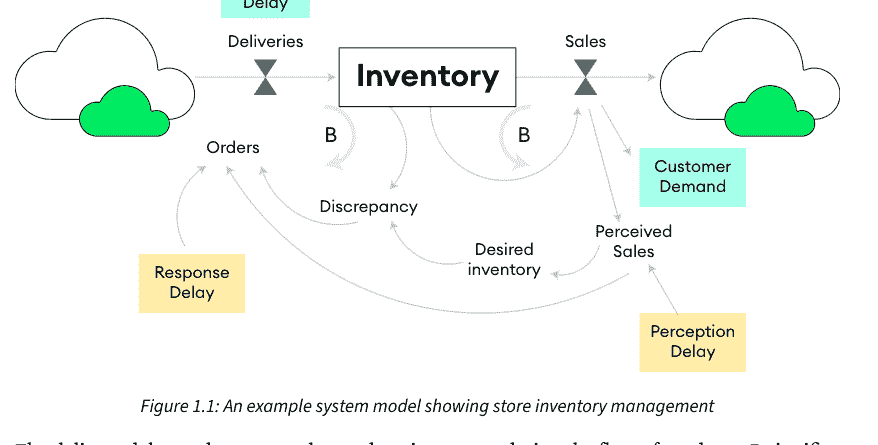 Delay
Deliveries
Sales
Inventory
B
B
Orders
Customer
Demand
Discrepancy
Perceived
Sales
Desired
inventory
Response
Delay
Perception
Delay
Figure 1.1: An example system model showing store inventory management